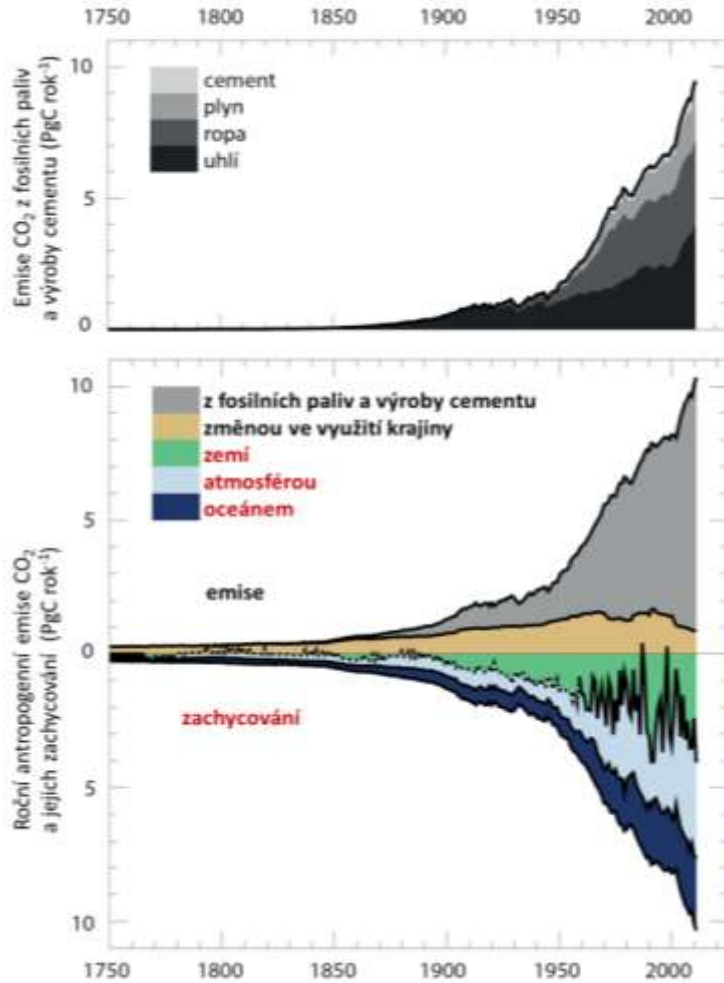 1750 1800 1850 1900 1950 2000
Emise CO2 z fosilních paliv
a výroby cementu (PgC rok-1)
10
5
0
cement
plyn
ropa
uhlí
Roční antropogenní emise CO2
a jejich zachycování (PgC rok-1)
10
5
0
5
10
z fosilních paliv a výroby cementu
změnou ve využití krajiny
zemí
atmosférou
oceánem
emise
zachycování
1750 1800 1850 1900 1950 2000